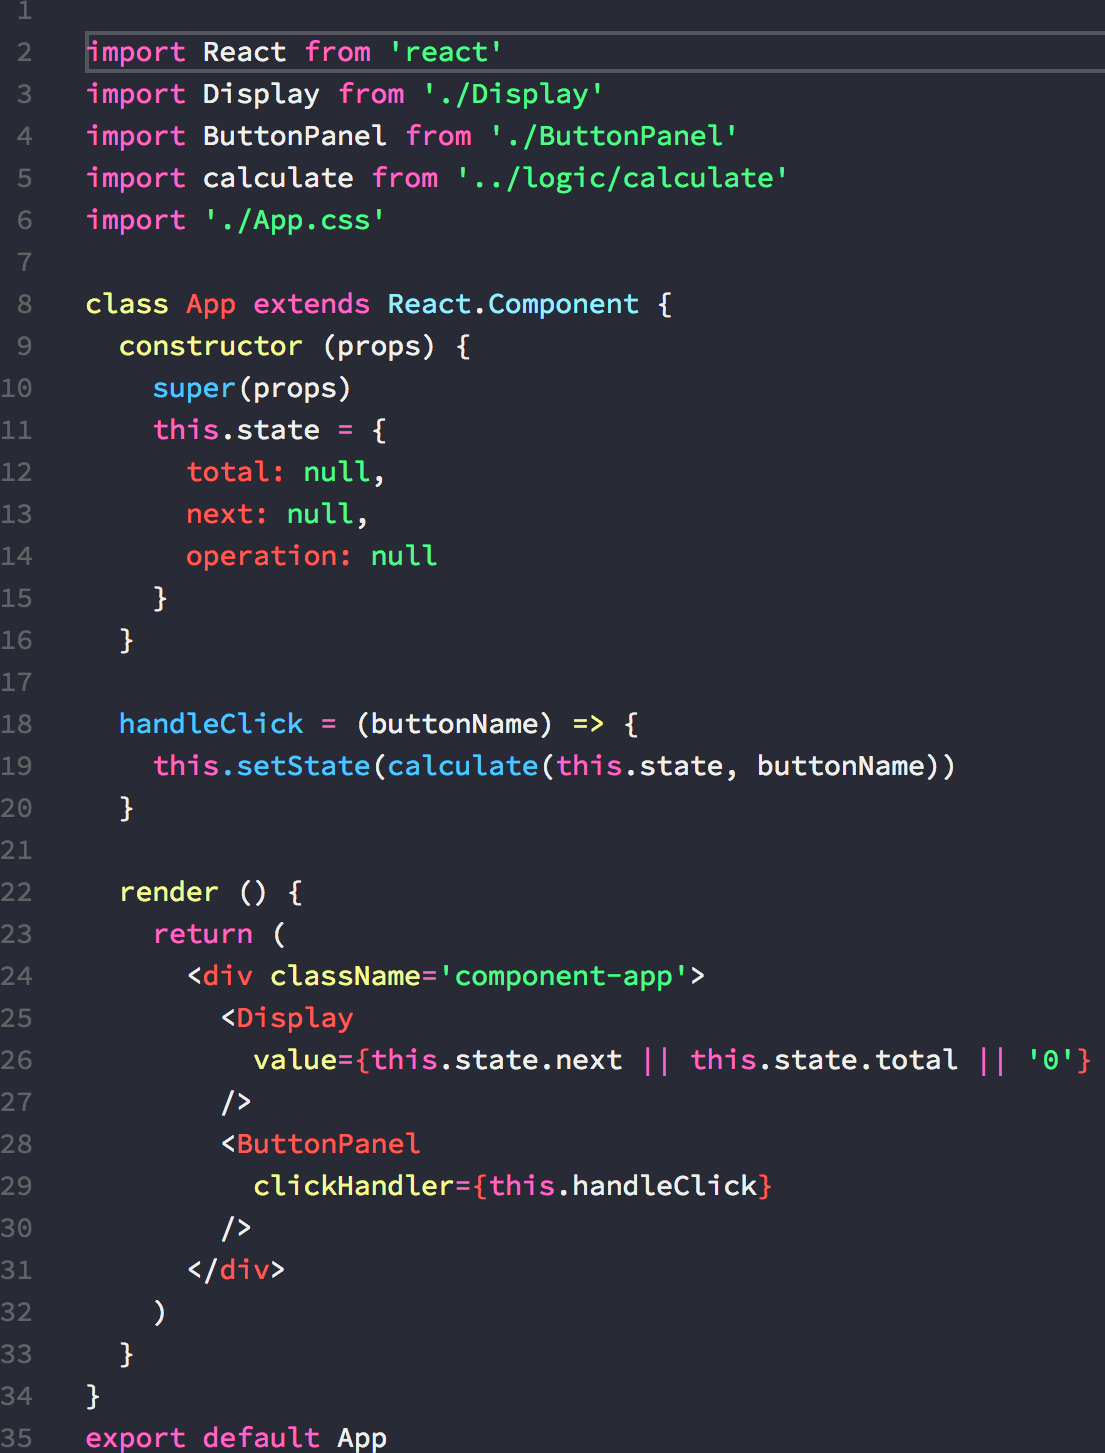 1
2 import React from 'react'
3 import Display from './Display'
4 import ButtonPanel from './ButtonPanel'
5 import calculate from '../logic/calculate'
6 import './App.css'
7
8 class App extends React.Component {
9   constructor (props) {
10     super(props)
11     this.state = {
12       total: null,
13       next: null,
14       operation: null
15     }
16   }
17
18   handleClick = (buttonName) => {
19     this.setState(calculate(this.state, buttonName))
20   }
21
22   render () {
23     return (
24       <div className='component-app'>
25         <Display
26           value={this.state.next || this.state.total || '0'}
27         />
28         <ButtonPanel
29           clickHandler={this.handleClick}
30         />
31       </div>
32     )
33   }
34 }
35 export default App